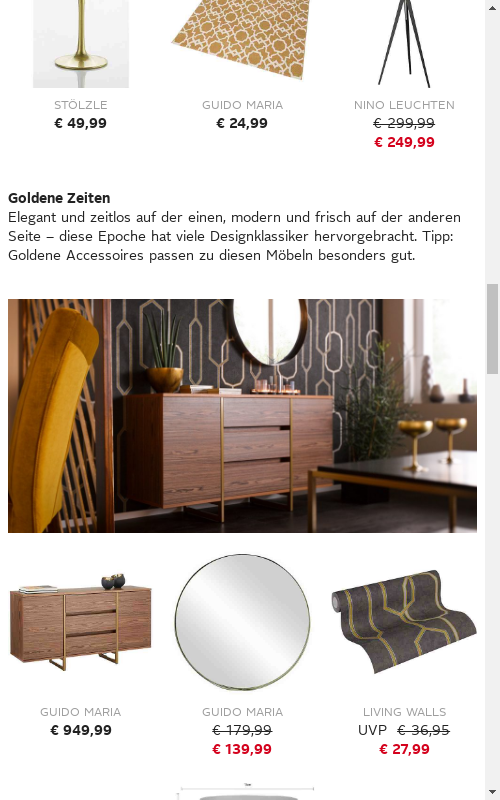 STÖLZLE
€ 49,99
GUIDO MARIA
€ 24,99
NINO LEUCHTEN
€ 299,99
€ 249,99
Goldene Zeiten
Elegant und zeitlos auf der einen, modern und frisch auf der anderen
Seite – diese Epoche hat viele Designklassiker hervorgebracht. Tipp:
Goldene Accessoires passen zu diesen Möbeln besonders gut.
GUIDO MARIA
€ 949,99
GUIDO MARIA
€ 179,99
€ 139,99
LIVING WALLS
UVP € 36,95
€ 27,99